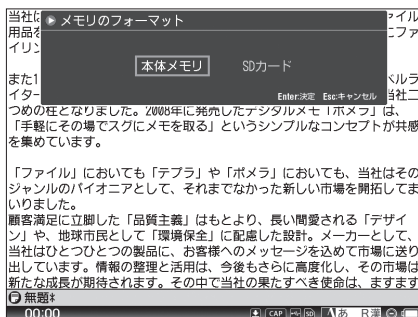 当社に
メモリのフォーマット
ァイル
用品を
にファ
イリン
本体メモリ
SDカード
また1
ベルラ
イター
Enter:決定 Esc:キャンセル
当社二
つめの柱となりました。2008年に発売したデジタルメモ「ポメラ」は、
「手軽にその場でスグにメモを取る」というシンプルなコンセプトが共感
を集めています。
「ファイル」においても「テプラ」や「ポメラ」においても、当社はその
ジャンルのパイオニアとして、それまでなかった新しい市場を開拓してま
いりました。
顧客満足に立脚した「品質主義」はもとより、長い間愛される「デザイ
ン」や、地球市民として「環境保全」に配慮した設計。メーカーとして、
当社はひとつひとつの製品に、お客様へのメッセージを込めて市場に送り
出しています。情報の整理と活用は、今後もさらに高度化し、その市場は
新たな成長が期待されます。その中で当社の果たすべき使命は、ますます
無題*
00:00 CAP SD あ R漢